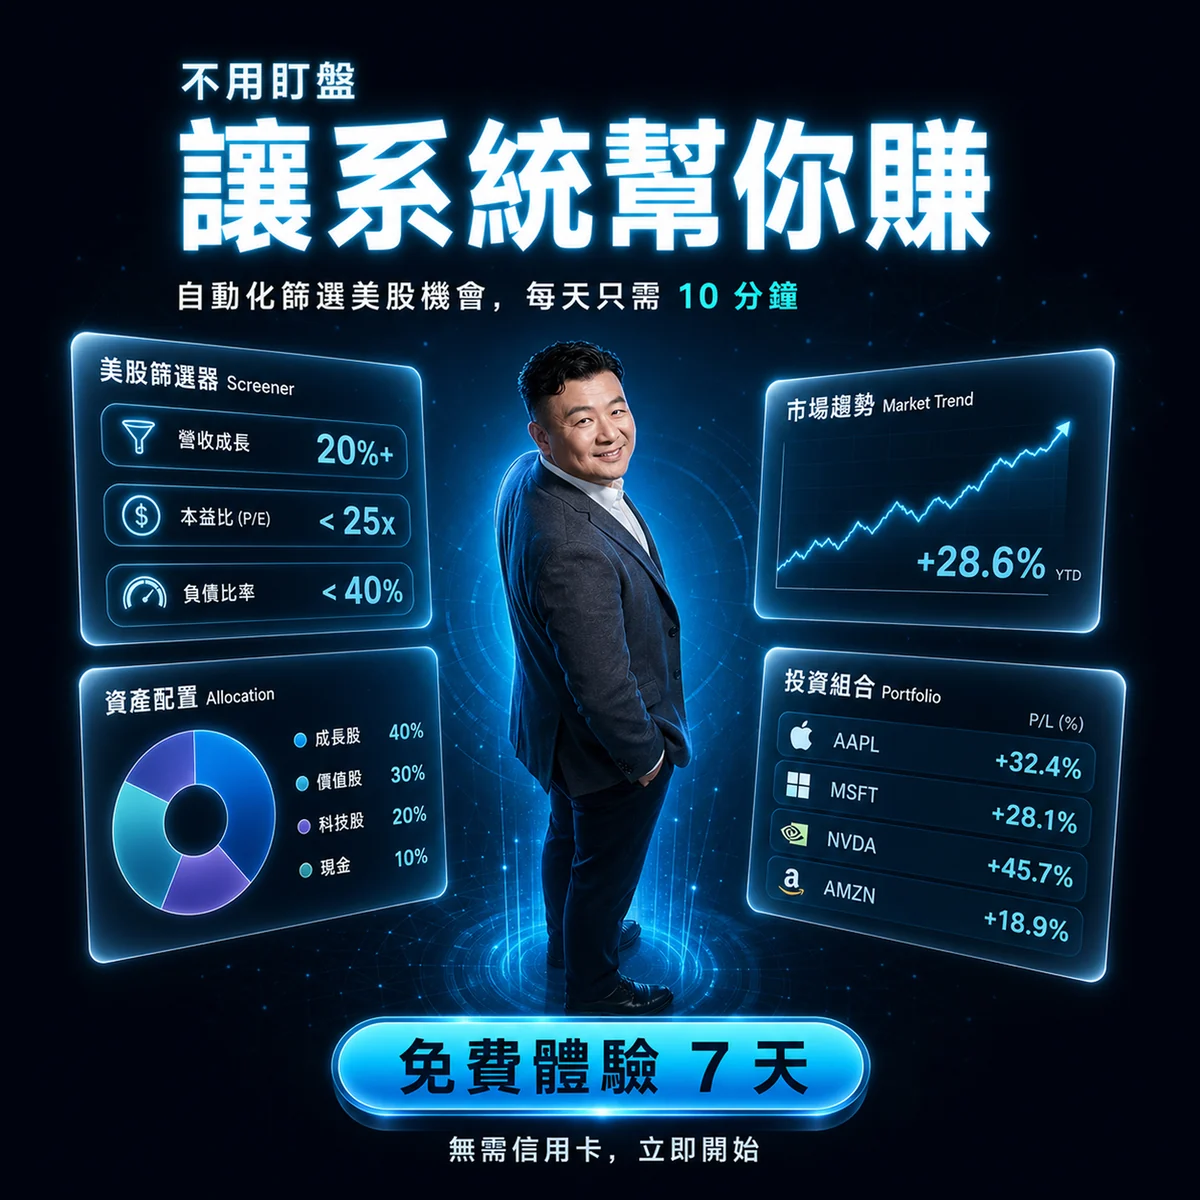 不用盯盤
讓系統幫你賺
自動化篩選美股機會，每天只需 10 分鐘
美股篩選器 Screener
營收成長 20%+
本益比 (P/E) < 25x
負債比率 < 40%
市場趨勢 Market Trend
+28.6% YTD
資產配置 Allocation
成長股 40%
價值股 30%
科技股 20%
現金 10%
投資組合 Portfolio
P/L (%)
AAPL +32.4%
MSFT +28.1%
NVDA +45.7%
a AMZN +18.9%
免費體驗 7 天
無需信用卡，立即開始